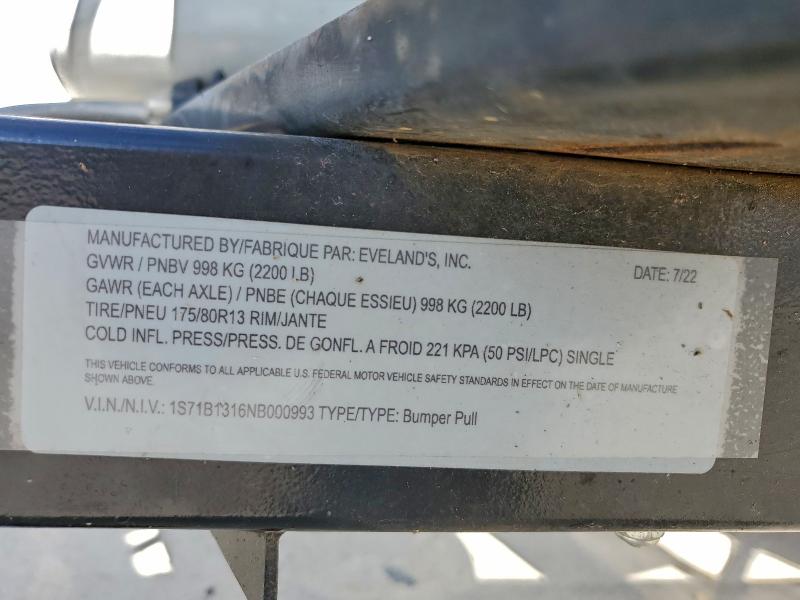 MANUFACTURED BY/FABRIQUE PAR: EVELAND'S, INC.
DATE: 7/22
GVWR / PNBV 998 KG (2200 LB)
GAWR (EACH AXLE) / PNBE (CHAQUE ESSIEU) 998 KG (2200 LB)
TIRE/PNEU 175/80R13 RIM/JANTE
COLD INFL. PRESS/PRESS. DE GONFL. A FROID 221 KPA (50 PSI/LPC) SINGLE
THIS VEHICLE CONFORMS TO ALL APPLICABLE U.S. FEDERAL MOTOR VEHICLE SAFETY STANDARDS IN EFFECT ON THE DATE OF MANUFACTURE
SHOWN ABOVE.
V.I.N./N.I.V.: 1S71B1316NB000993 TYPE/TYPE: Bumper Pull